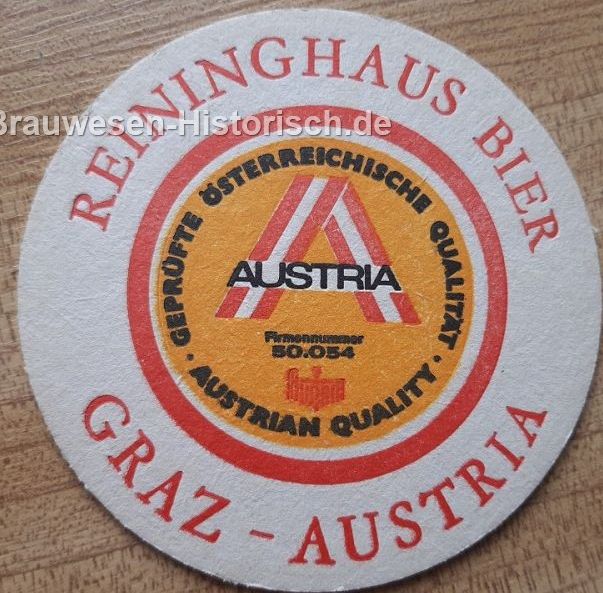 REININGHAUS BIER
Brauwesen-Historisch.de
· GEPRÜFTE ÖSTERREICHISCHE QUALITÄT ·
AUSTRIA
Firmennummer
50.054
AUSTRIAN QUALITY
GRAZ - AUSTRIA